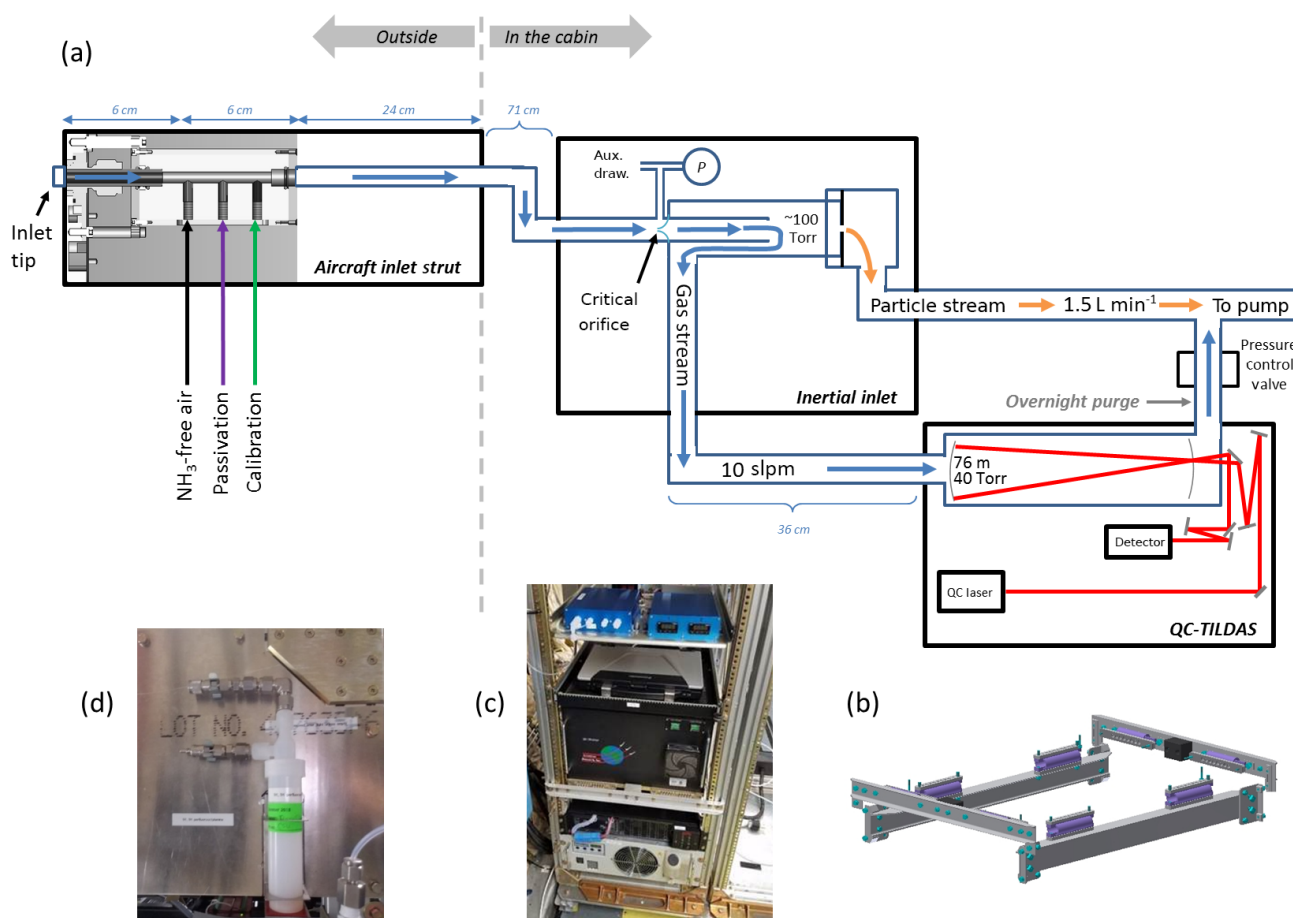 (a)
Outside
In the cabin
6 cm
6 cm
24 cm
71 cm
Inlet
tip
Aircraft inlet strut
NH₃-free air
Passivation
Calibration
Aux.
draw.
P
~100
Torr
Critical
orifice
Gas stream
Particle stream
1.5 L min⁻¹
To pump
Inertial inlet
Pressure
control
valve
Overnight purge
10 slpm
36 cm
76 m
40 Torr
Detector
QC laser
QC-TILDAS
(d)
LOT NO.
(c)
(b)